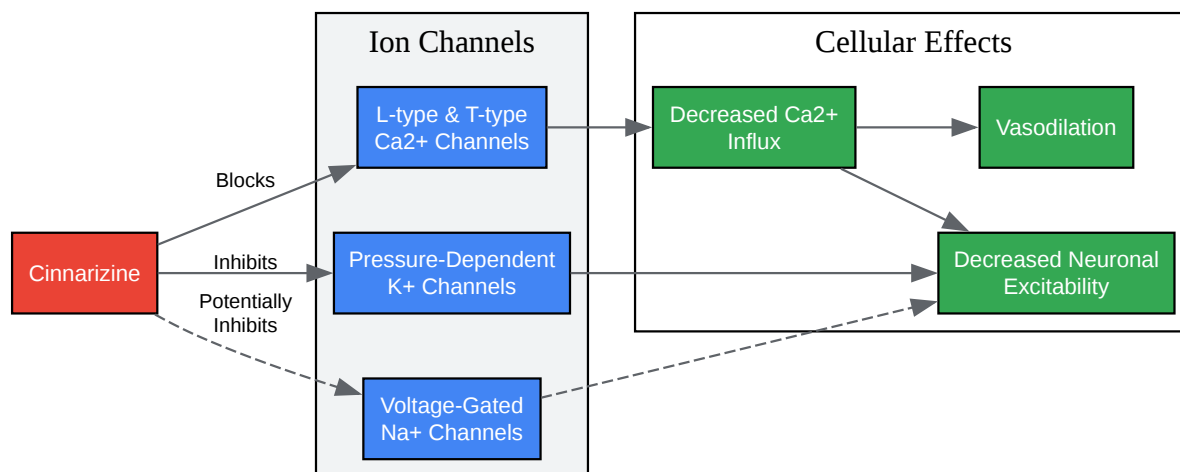 Ion Channels
Cellular Effects
L-type & T-type
Ca2+ Channels
Decreased Ca2+
Influx
Vasodilation
Blocks
Cinnarizine
Inhibits
Pressure-Dependent
K+ Channels
Decreased Neuronal
Excitability
Potentially
Inhibits
Voltage-Gated
Na+ Channels